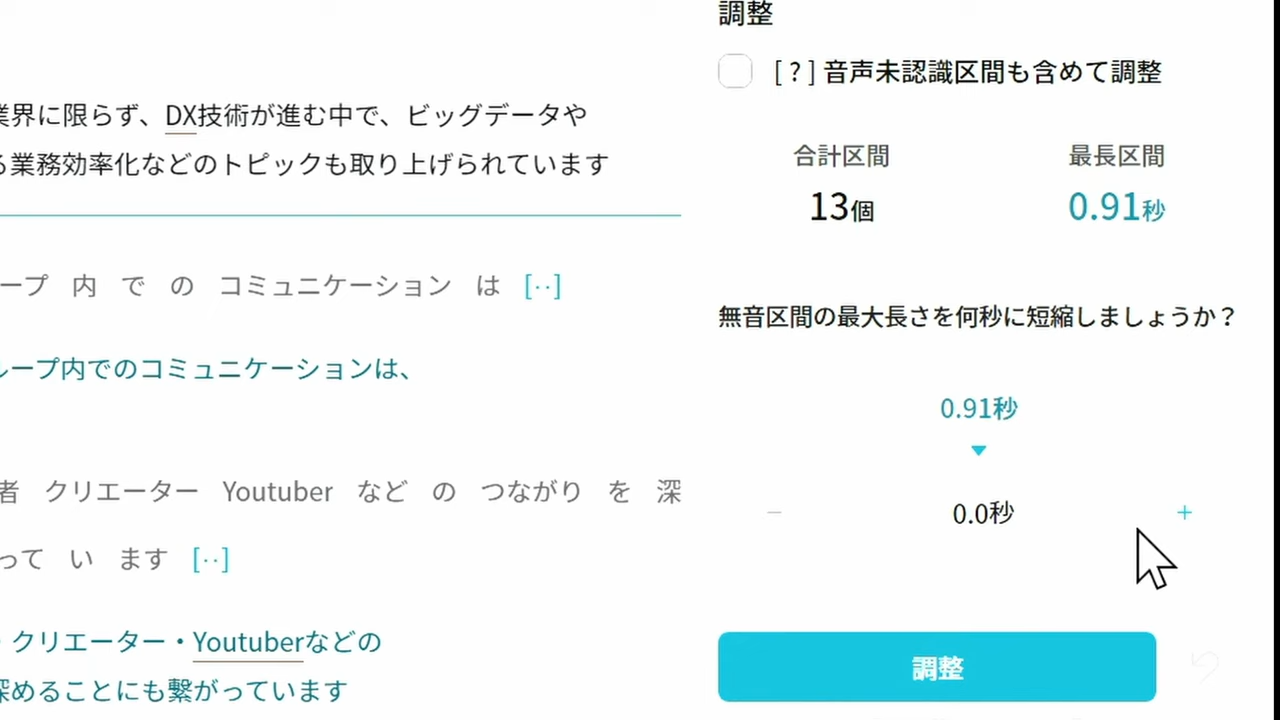 業界に限らず、DX技術が進む中で、ビッグデータや
る業務効率化などのトピックも取り上げられています
ープ 内 で の コミュニケーション は [··]
ループ内でのコミュニケーションは、
者 クリエーター Youtuber など の つながり を 深
って い ます [··]
・クリエーター・Youtuberなどの
深めることにも繋がっています
調整
[ ? ] 音声未認識区間も含めて調整
合計区間 最長区間
13個 0.91秒
無音区間の最大長さを何秒に短縮しましょうか？
0.91秒
− 0.0秒 +
調整